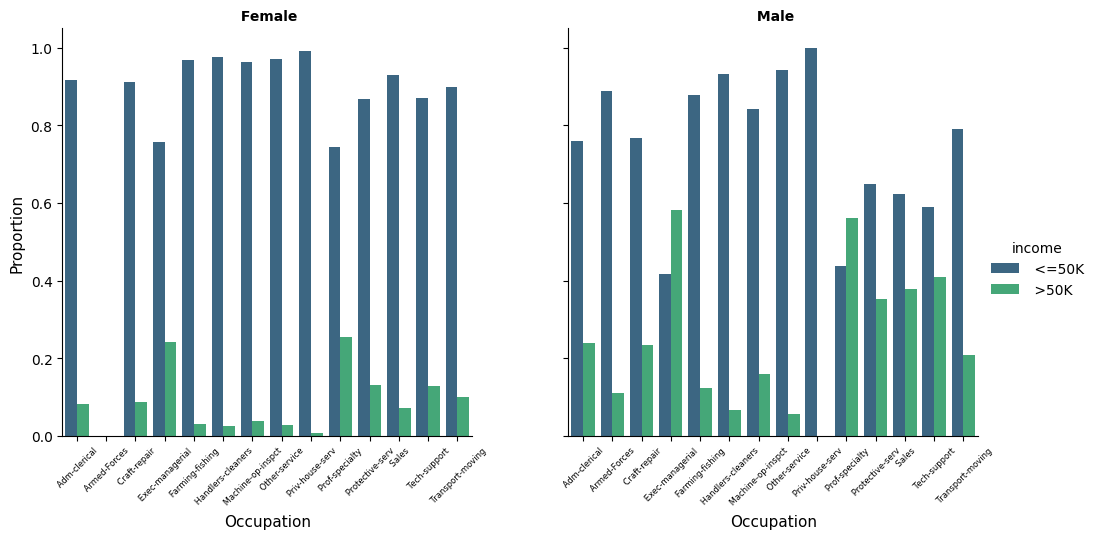 Female
Male
Proportion
1.0
0.8
0.6
0.4
0.2
0.0
Adm-clerical
Armed-Forces
Craft-repair
Exec-managerial
Farming-fishing
Handlers-cleaners
Machine-op-inspct
Other-service
Priv-house-serv
Prof-specialty
Protective-serv
Sales
Tech-support
Transport-moving
Occupation
Adm-clerical
Armed-Forces
Craft-repair
Exec-managerial
Farming-fishing
Handlers-cleaners
Machine-op-inspct
Other-service
Priv-house-serv
Prof-specialty
Protective-serv
Sales
Tech-support
Transport-moving
Occupation
income
<=50K
>50K